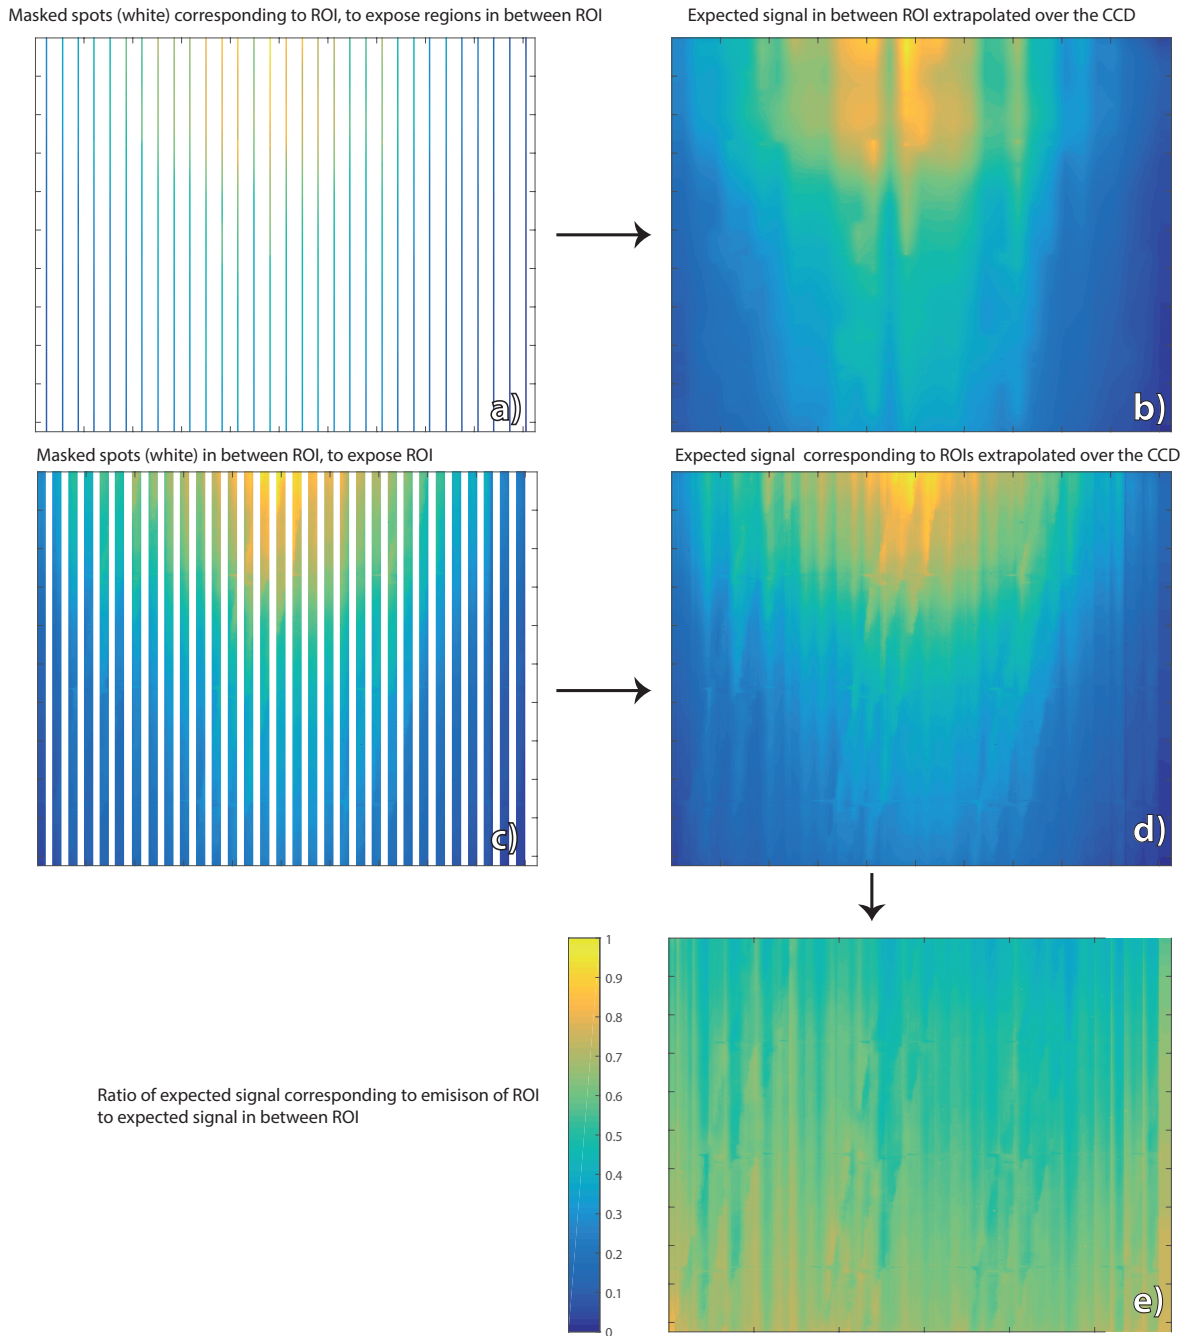 Masked spots (white) corresponding to ROI, to expose regions in between ROI
Expected signal in between ROI extrapolated over the CCD
a)
b)
Masked spots (white) in between ROI, to expose ROI
Expected signal corresponding to ROIs extrapolated over the CCD
c)
d)
1
0.9
0.8
0.7
0.6
0.5
0.4
0.3
0.2
0.1
0
Ratio of expected signal corresponding to emisison of ROI
to expected signal in between ROI
e)